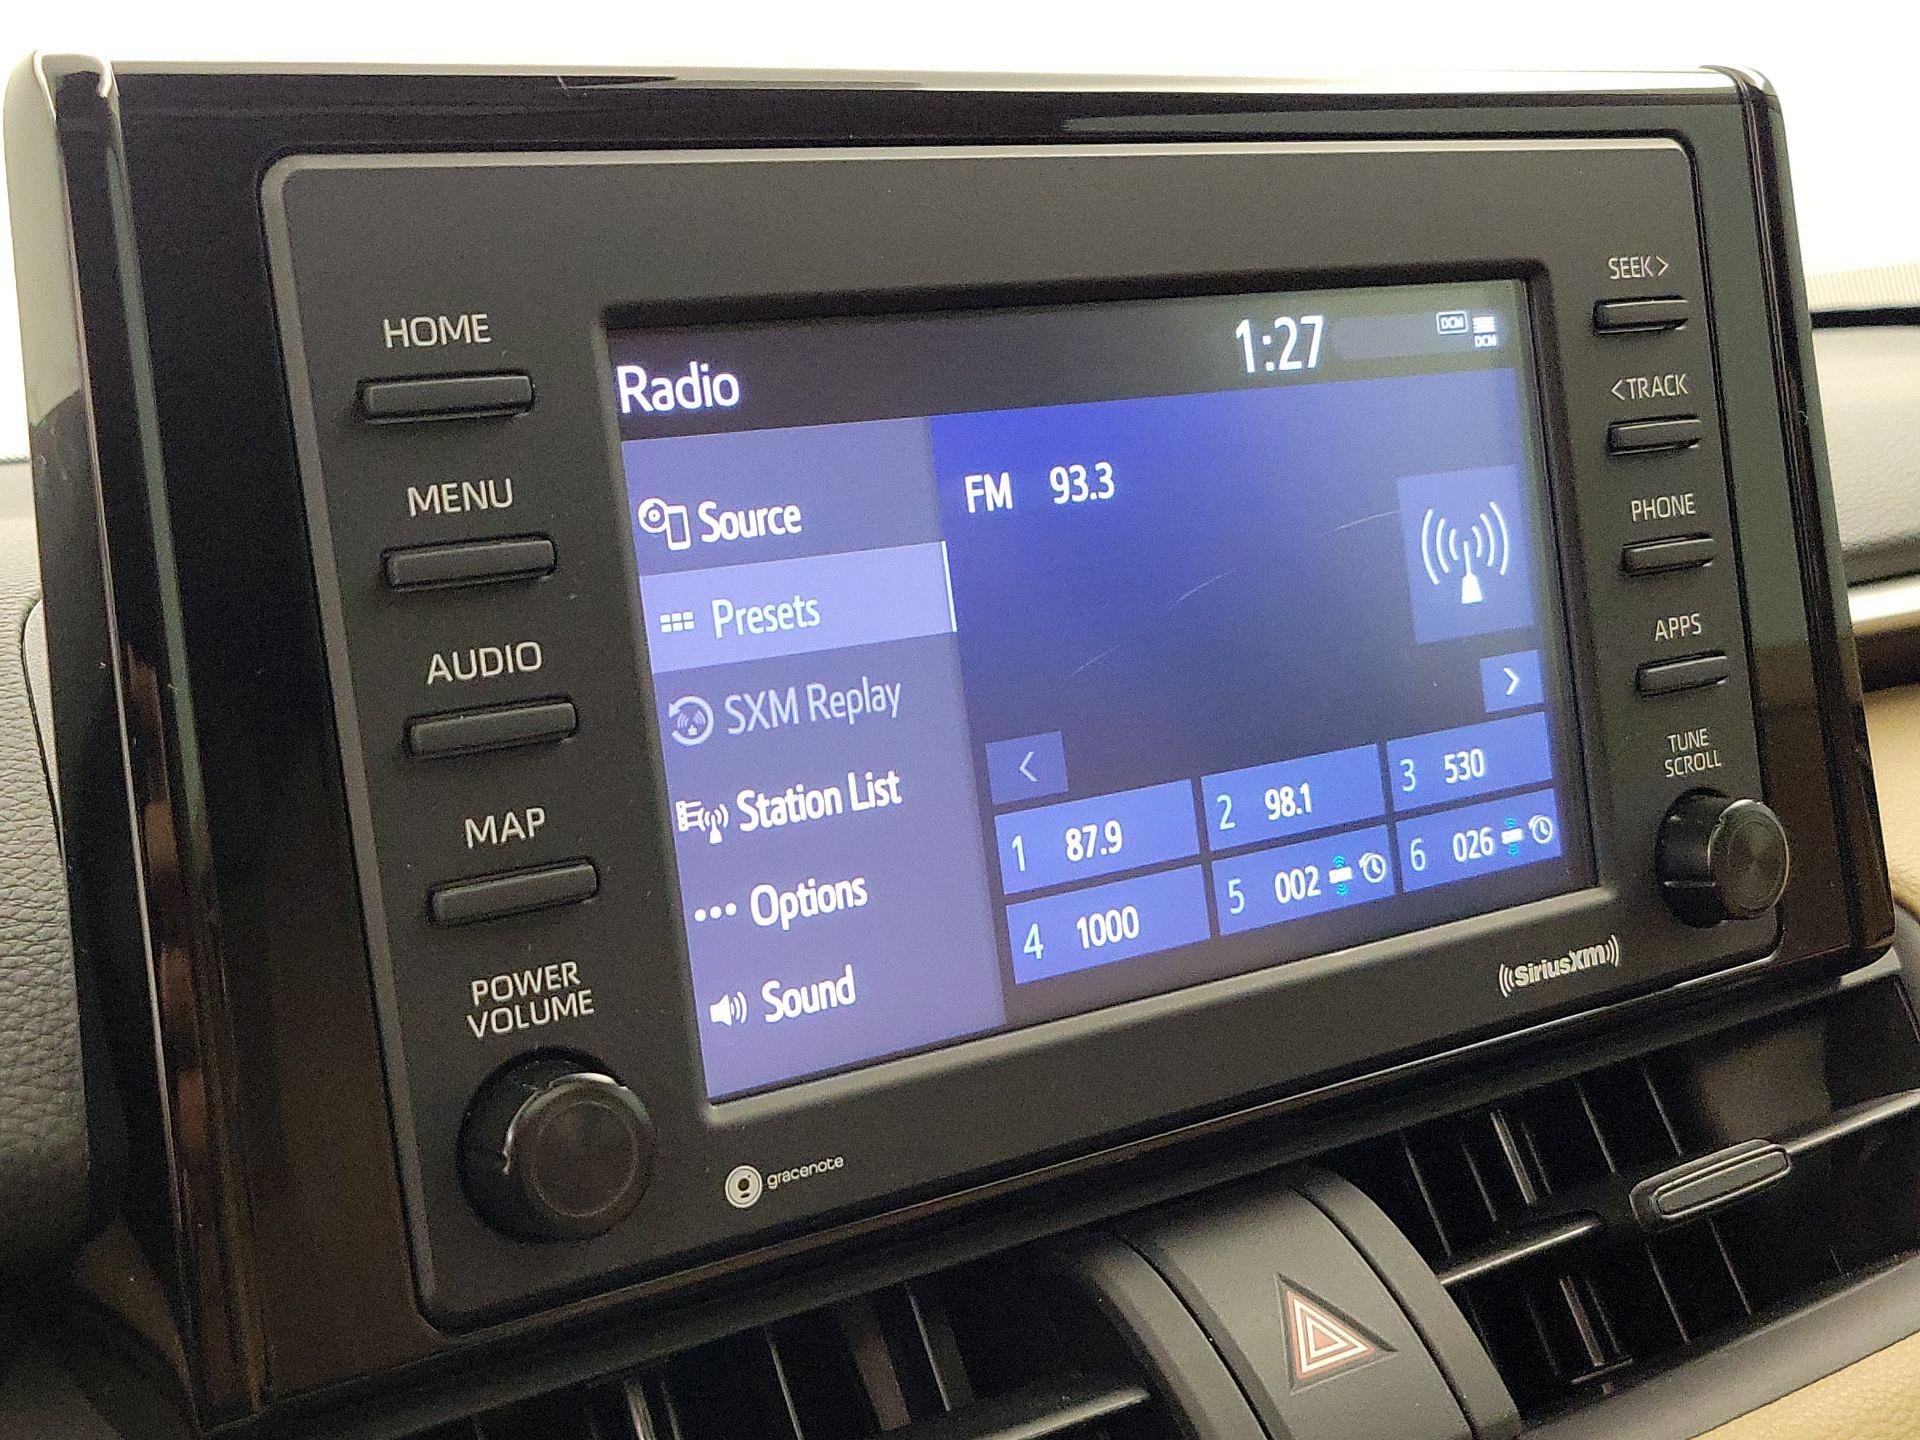 HOME
MENU
AUDIO
MAP
POWER
VOLUME
Radio
1:27
DCM
DCM
Source
Presets
SXM Replay
Station List
Options
Sound
FM 93.3
<
>
1 87.9
2 98.1
3 530
4 1000
5 002
6 026
SEEK >
< TRACK
PHONE
APPS
TUNE
SCROLL
gracenote
((SiriusXM))